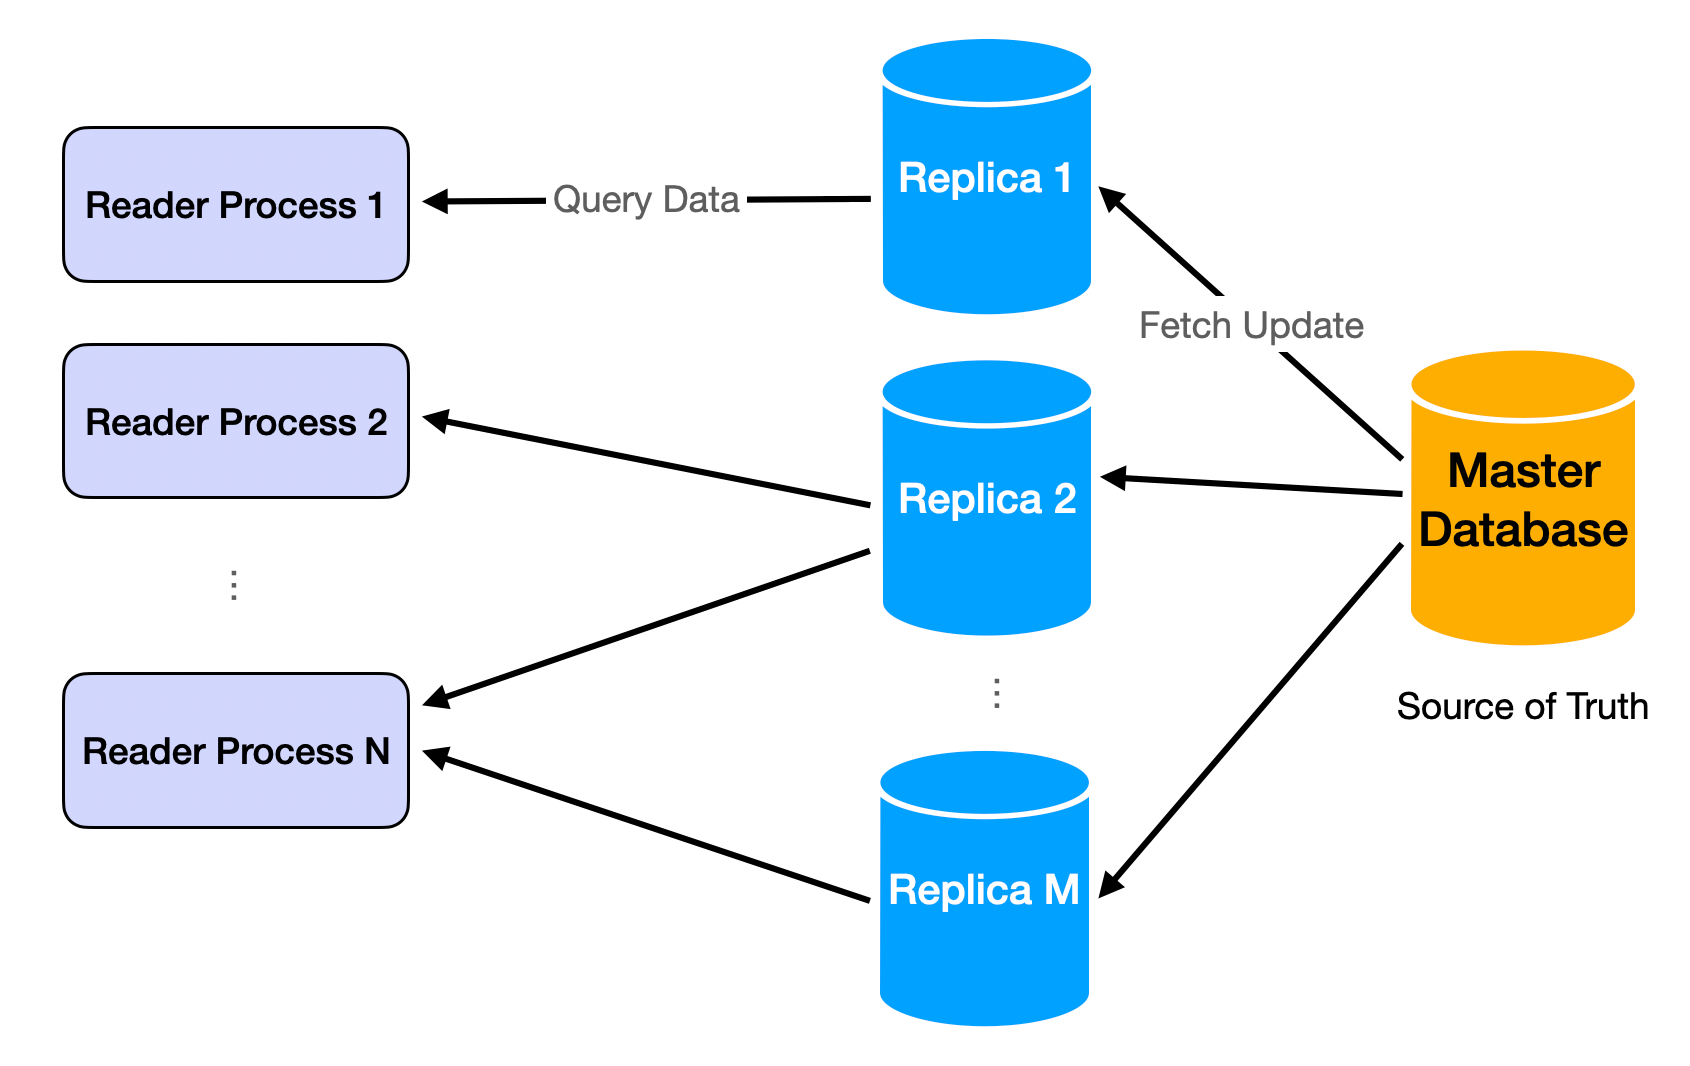 Replica 1
Reader Process 1
Query Data
Fetch Update
Reader Process 2
Replica 2
Master
Database
⋮
⋮
Source of Truth
Reader Process N
Replica M